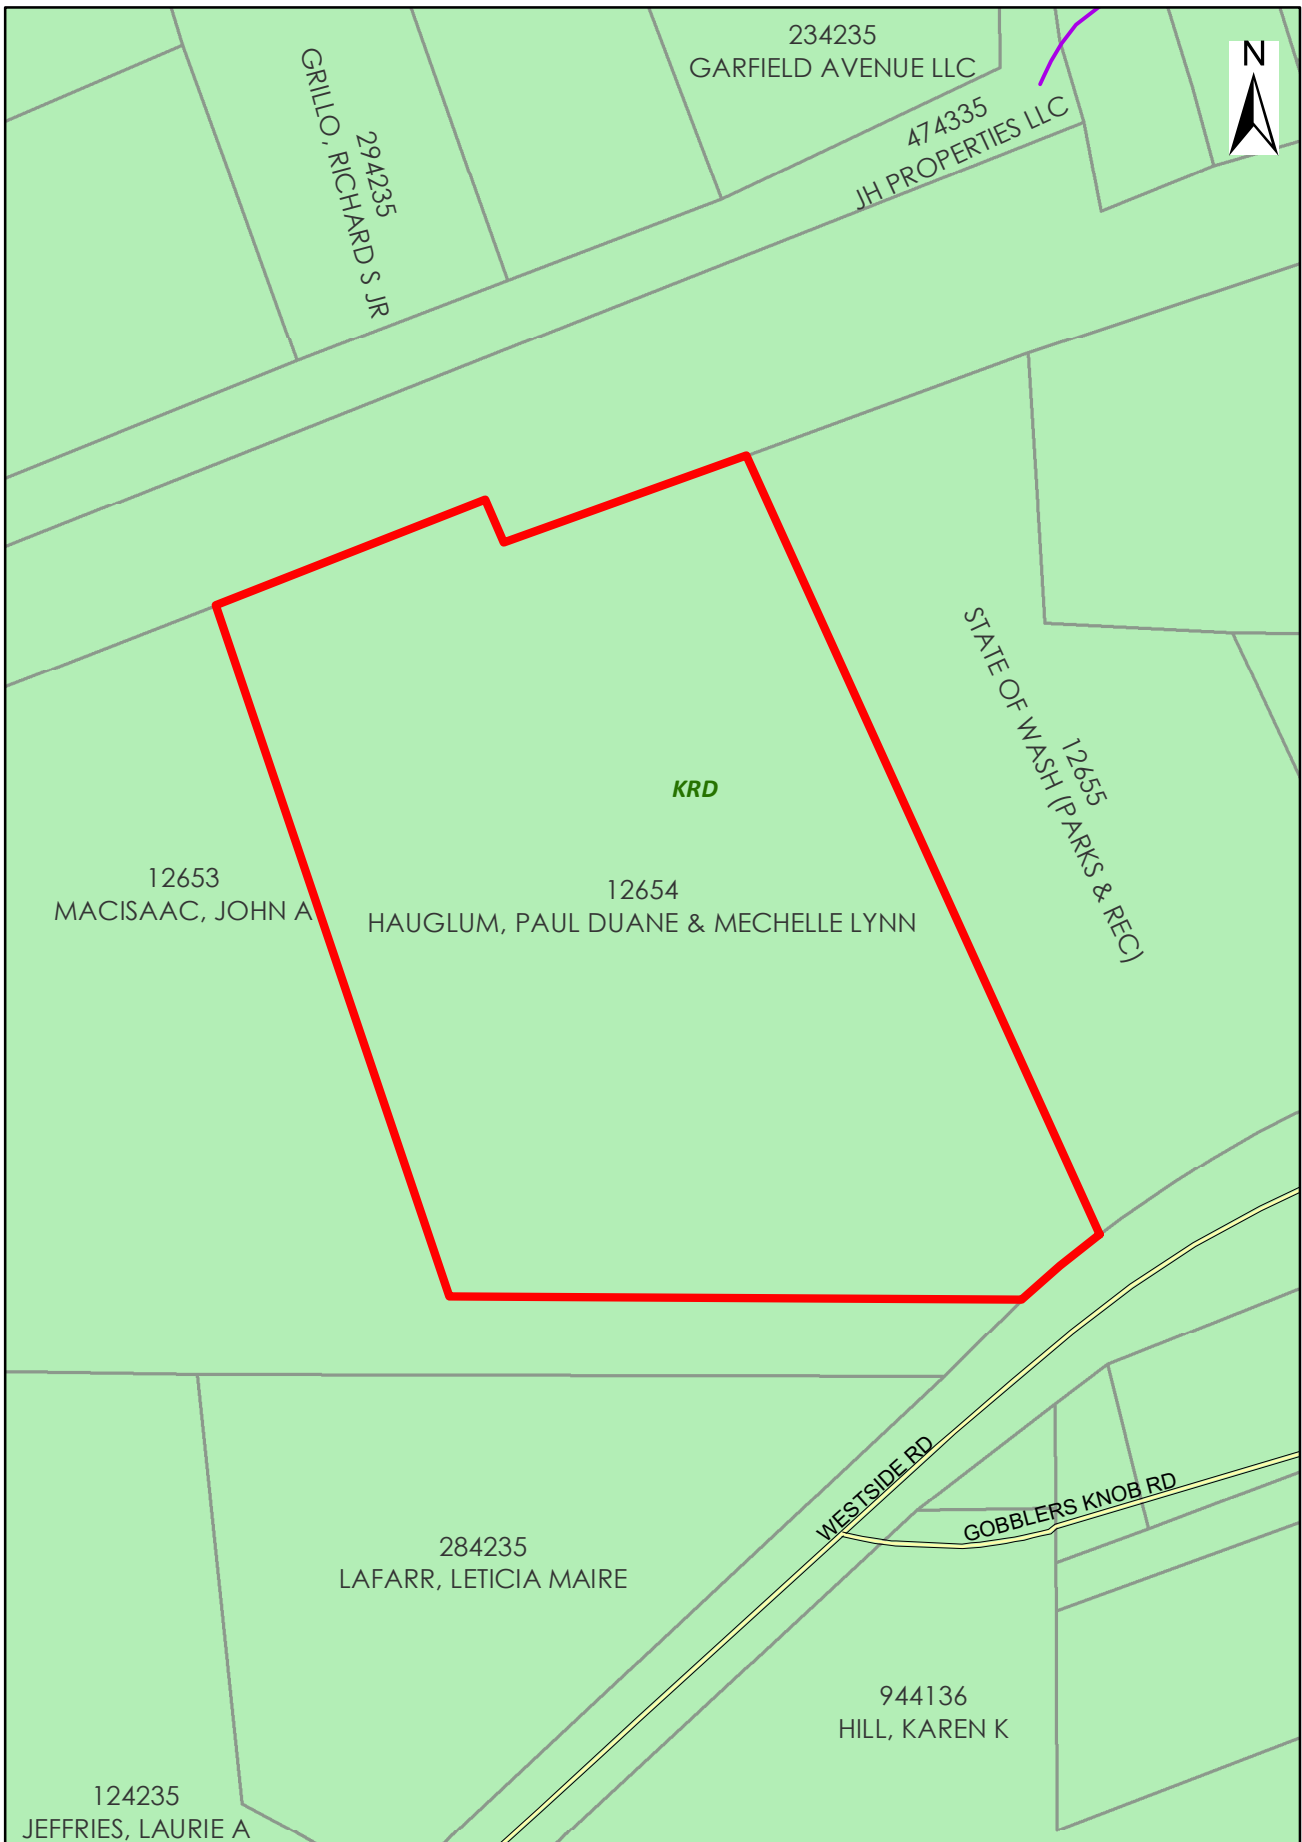 234235
GARFIELD AVENUE LLC
N
294235
GRILLO, RICHARD S JR
474335
JH PROPERTIES LLC
12655
STATE OF WASH (PARKS & REC)
KRD
12653
MACISAAC, JOHN A
12654
HAUGLUM, PAUL DUANE & MECHELLE LYNN
WESTSIDE RD
GOBBLERS KNOB RD
284235
LAFARR, LETICIA MAIRE
944136
HILL, KAREN K
124235
JEFFRIES, LAURIE A